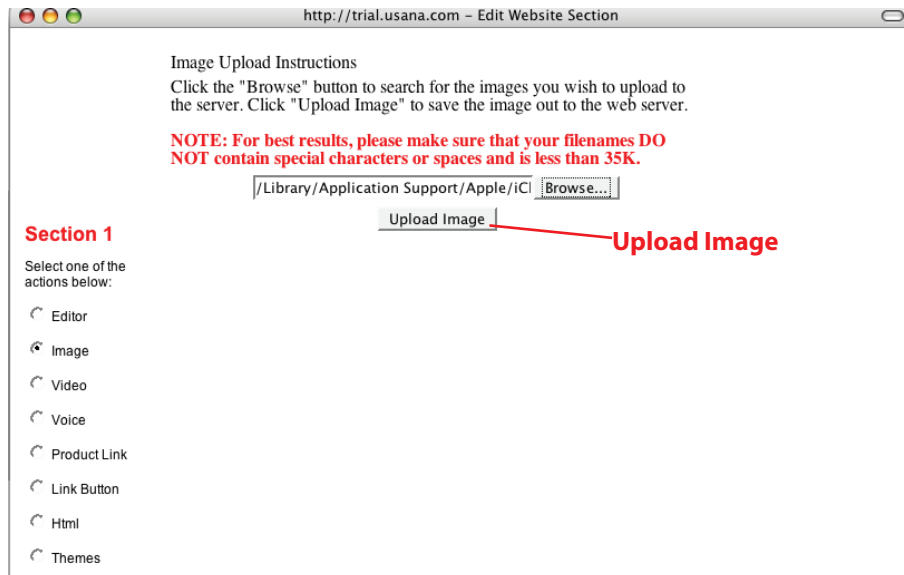 http://trial.usana.com – Edit Website Section
Image Upload Instructions
Click the "Browse" button to search for the images you wish to upload to
the server. Click "Upload Image" to save the image out to the web server.
NOTE: For best results, please make sure that your filenames DO
NOT contain special characters or spaces and is less than 35K.
/Library/Application Support/Apple/iCl Browse...
Upload Image
Upload Image
Section 1
Select one of the
actions below:
Editor
Image
Video
Voice
Product Link
Link Button
Html
Themes